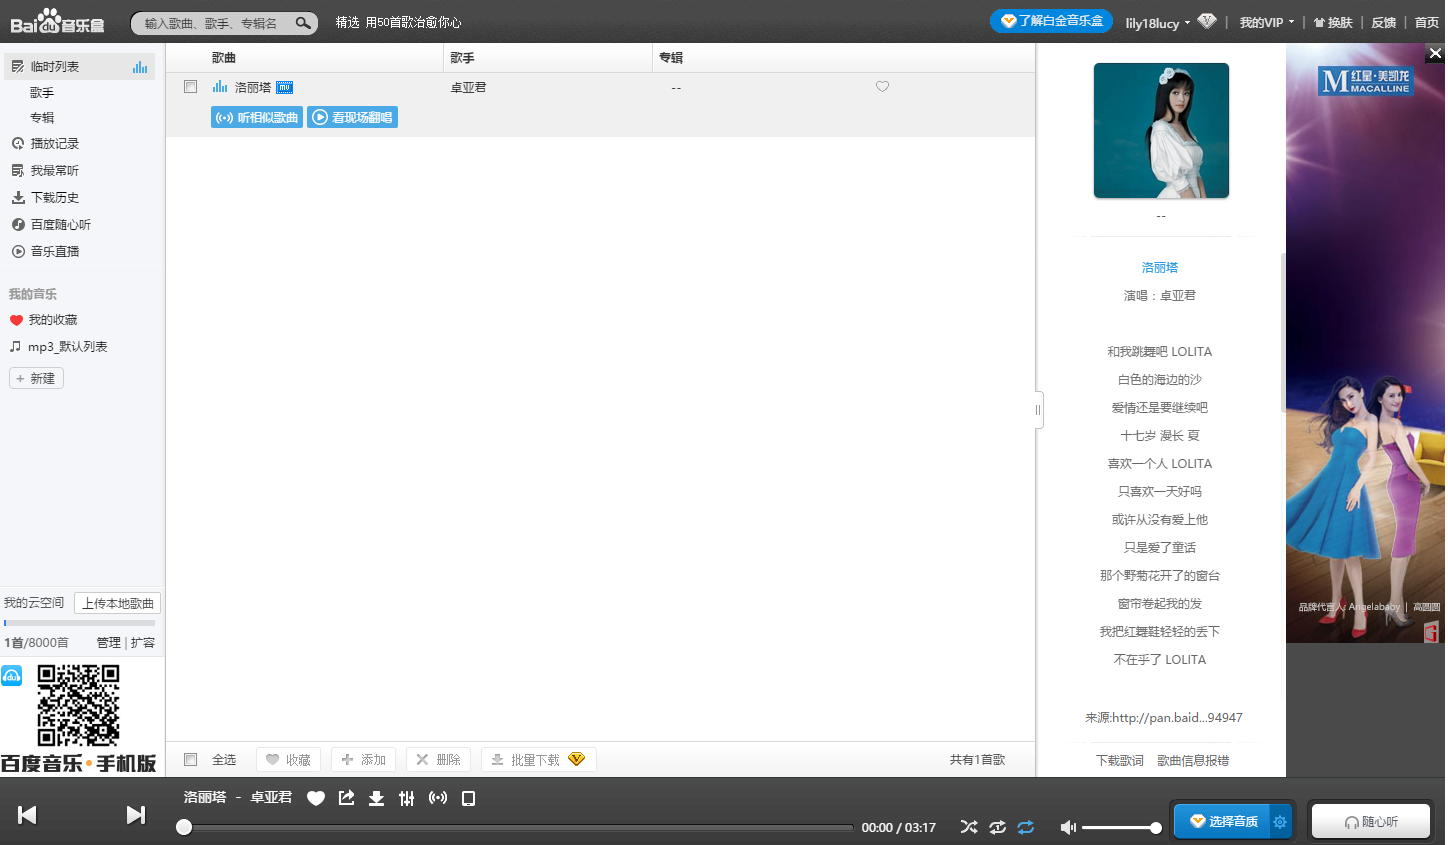 Baidu音乐盒
输入歌曲、歌手、专辑名
精选 用50首歌治愈你心
了解白金音乐盒
lily18lucy
我的VIP
换肤
反馈
首页
临时列表
歌手
专辑
播放记录
我最常听
下载历史
百度随心听
音乐直播
我的音乐
我的收藏
mp3_默认列表
+ 新建
我的云空间
上传本地歌曲
1首/8000首
管理 | 扩容
du
百度音乐·手机版
歌曲 歌手 专辑
洛丽塔 MV 卓亚君 --
听相似歌曲 看现场翻唱
全选 收藏 添加 删除 批量下载 共有1首歌
--
洛丽塔
演唱：卓亚君
和我跳舞吧 LOLITA
白色的海边的沙
爱情还是要继续吧
十七岁 漫长 夏
喜欢一个人 LOLITA
只喜欢一天好吗
或许从没有爱上他
只是爱了童话
那个野菊花开了的窗台
窗帘卷起我的发
我把红舞鞋轻轻的丢下
不在乎了 LOLITA
来源:http://pan.baid...94947
下载歌词 歌曲信息报错
M 红星·美凯龙
MACALLINE
品牌代言人: Angelababy | 高圆圆
洛丽塔 - 卓亚君
00:00 / 03:17
选择音质
随心听